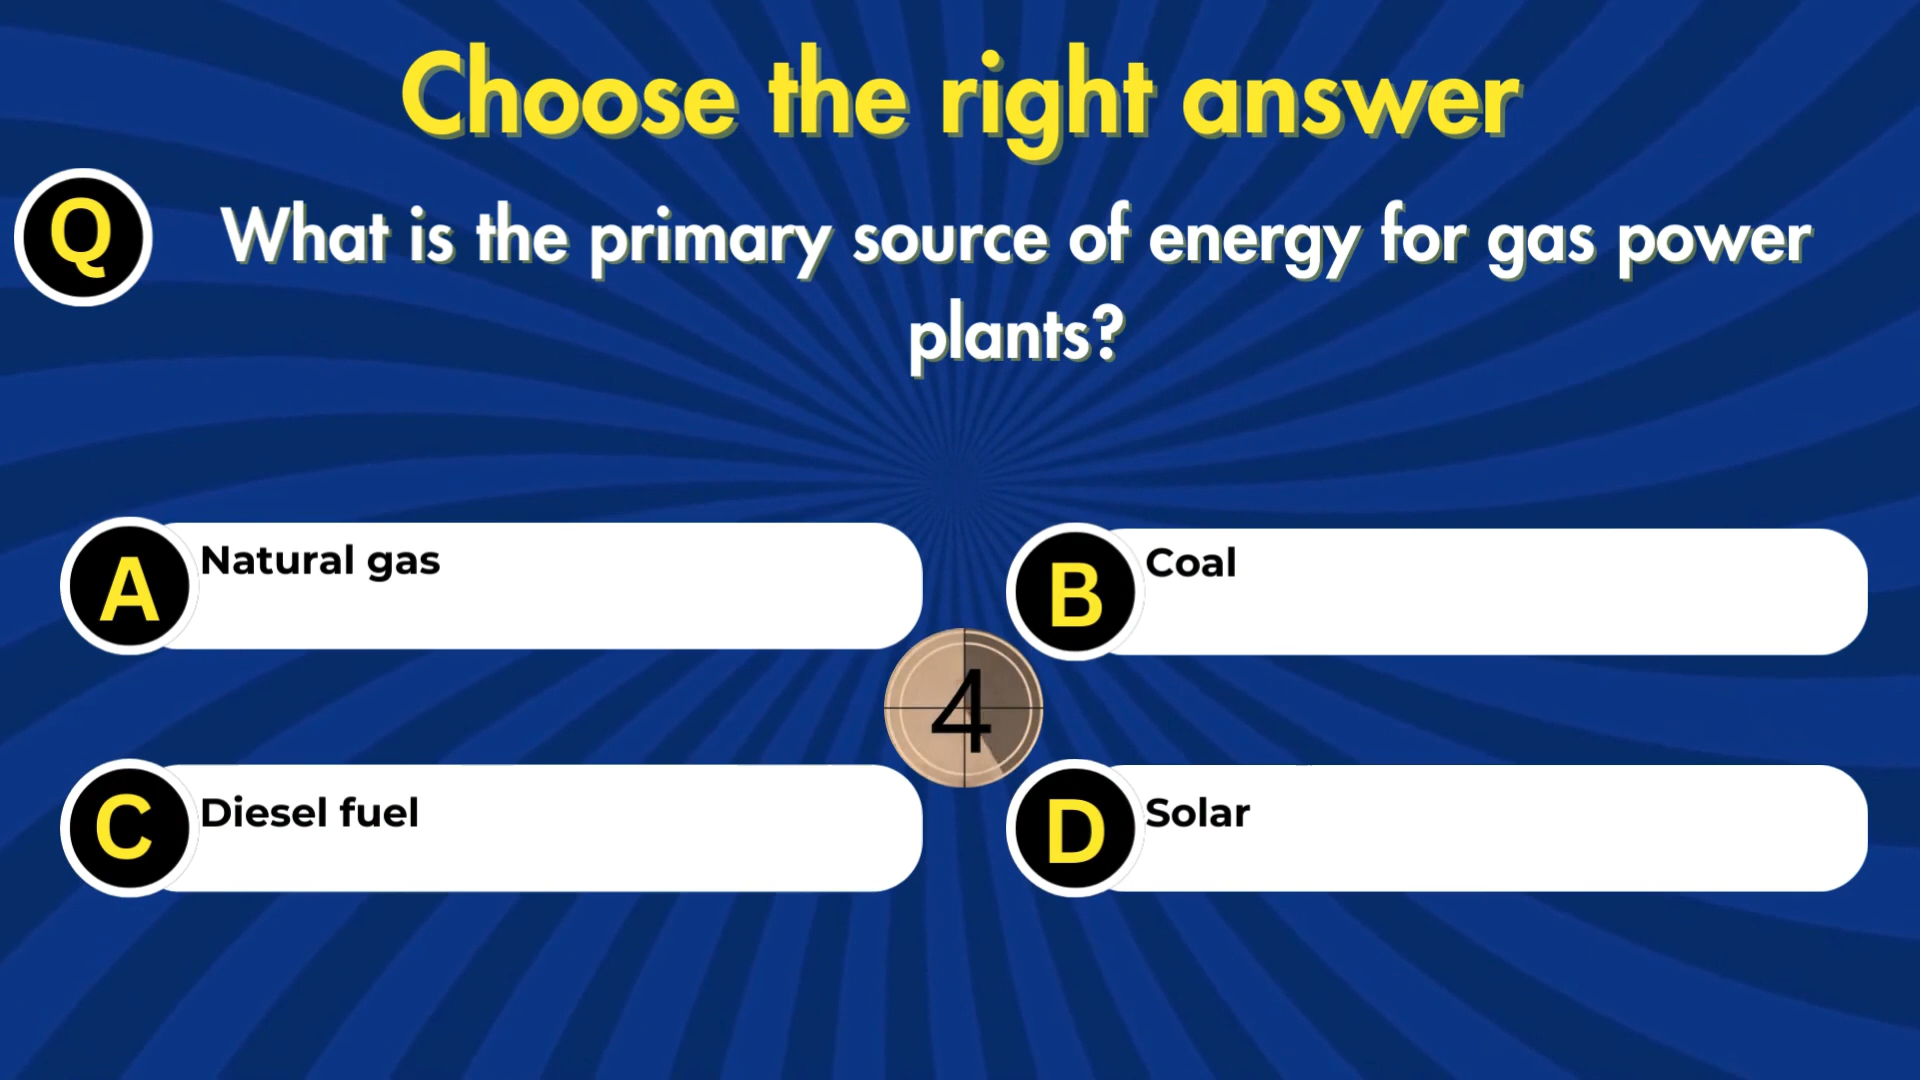 Choose the right answer
Q
What is the primary source of energy for gas power
plants?
A
Natural gas
B
Coal
4
C
Diesel fuel
D
Solar